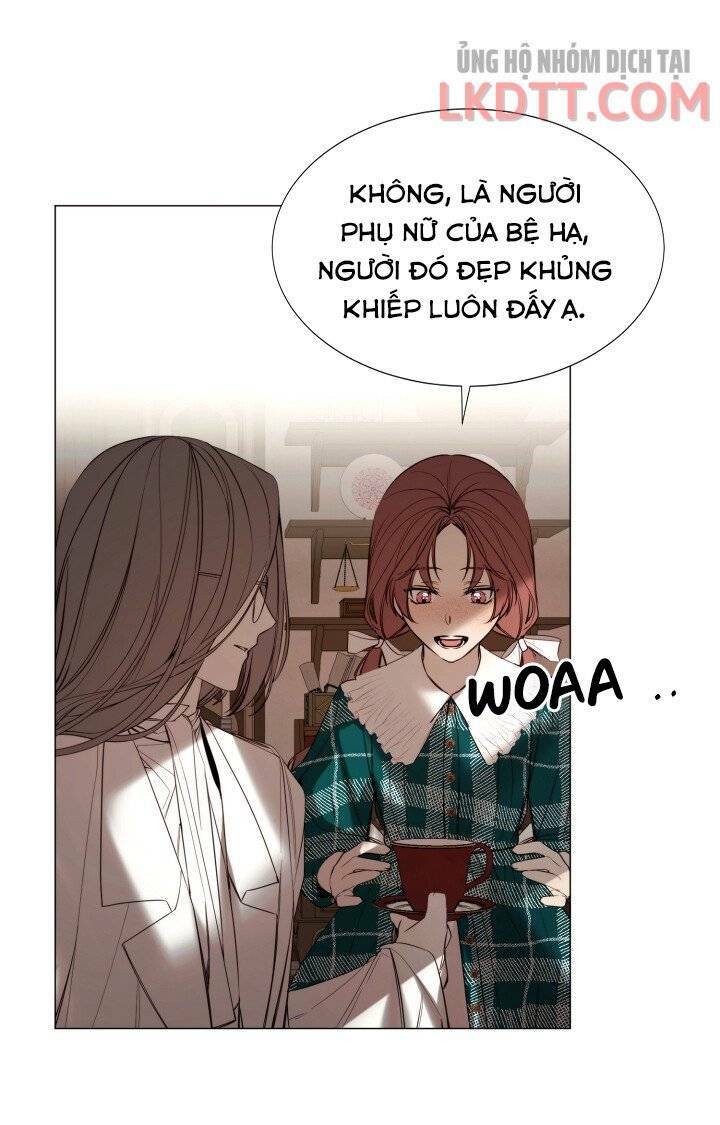 ỦNG HỘ NHÓM DỊCH TẠI
LKDTT.COM
KHÔNG, LÀ NGƯỜI
PHỤ NỮ CỦA BỆ HẠ,
NGƯỜI ĐÓ ĐẸP KHỦNG
KHIẾP LUÔN ĐẤY Ạ.
WOAA ..